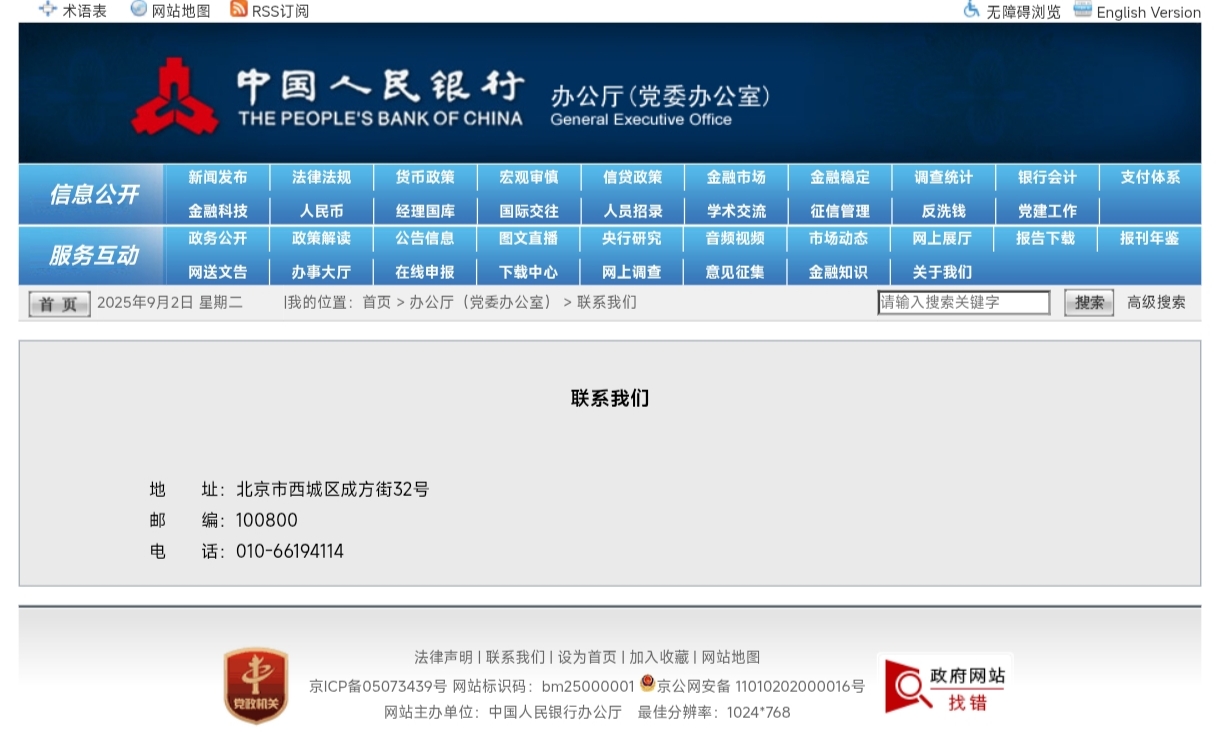 术语表 网站地图 RSS订阅 无障碍浏览 English Version
中国人民银行 办公厅(党委办公室)
THE PEOPLE'S BANK OF CHINA General Executive Office
信息公开
新闻发布 法律法规 货币政策 宏观审慎 信贷政策 金融市场 金融稳定 调查统计 银行会计 支付体系
金融科技 人民币 经理国库 国际交往 人员招录 学术交流 征信管理 反洗钱 党建工作
服务互动
政务公开 政策解读 公告信息 图文直播 央行研究 音频视频 市场动态 网上展厅 报告下载 报刊年鉴
网送文告 办事大厅 在线申报 下载中心 网上调查 意见征集 金融知识 关于我们
首 页 2025年9月2日 星期二 |我的位置：首页 > 办公厅（党委办公室） > 联系我们 请输入搜索关键字 搜索 高级搜索
联系我们
地 址：北京市西城区成方街32号
邮 编：100800
电 话：010-66194114
法律声明 | 联系我们 | 设为首页 | 加入收藏 | 网站地图
京ICP备05073439号 网站标识码：bm25000001 京公网安备 11010202000016号
网站主办单位：中国人民银行办公厅 最佳分辨率：1024*768
党政机关
政府网站
找错